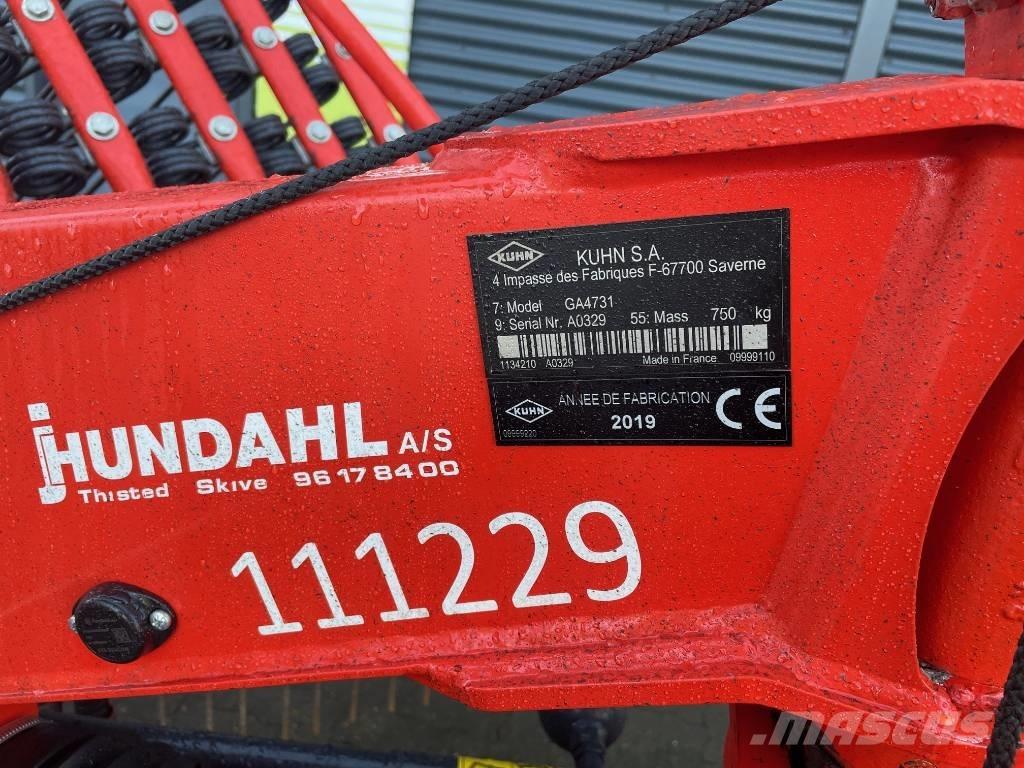 KUHN
KUHN S.A.
4 Impasse des Fabriques F-67700 Saverne
7: Model GA4731
9: Serial Nr. A0329 55: Mass 750 kg
1134210 A0329 Made in France 09999110
KUHN
ANNEE DE FABRICATION
2019
CE
09999220
HUNDAHL A/S
Thisted Skive 96 17 84 00
111229
MASCUS